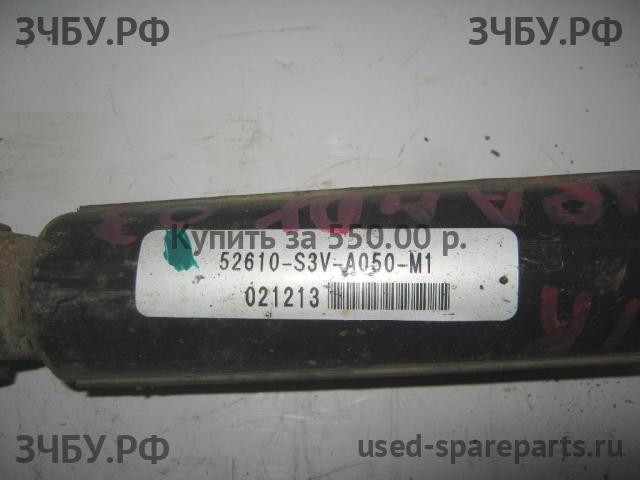 ЗЧБУ.РФ
ЗЧБУ.РФ
Купить за 550.00 р.
52610-S3V-A050-M1
021213
ЗЧБУ.РФ
used-spareparts.ru